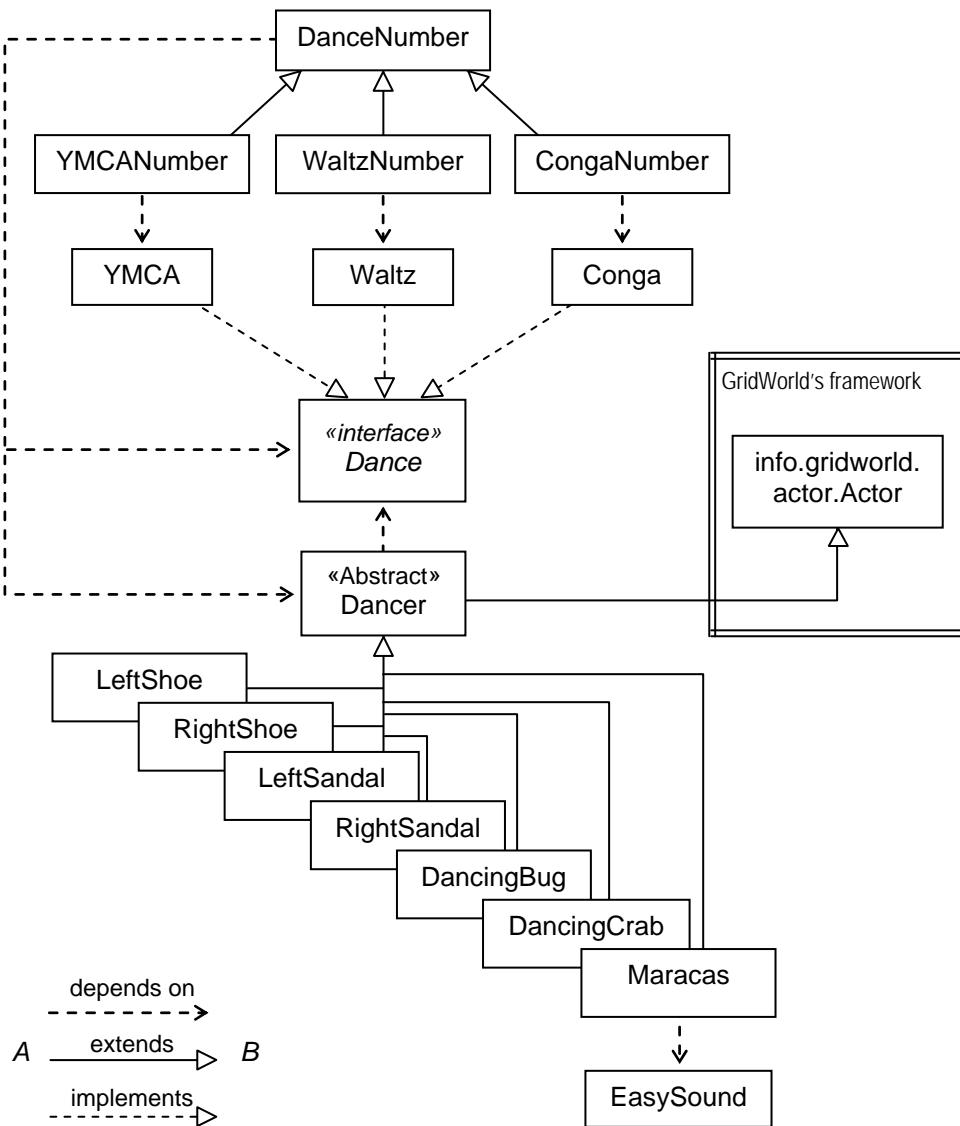 DanceNumber
YMCANumber
WaltzNumber
CongaNumber
YMCA
Waltz
Conga
GridWorld's framework
«interface»
Dance
info.gridworld.
actor.Actor
«Abstract»
Dancer
LeftShoe
RightShoe
LeftSandal
RightSandal
DancingBug
DancingCrab
Maracas
EasySound
depends on
A extends B
implements